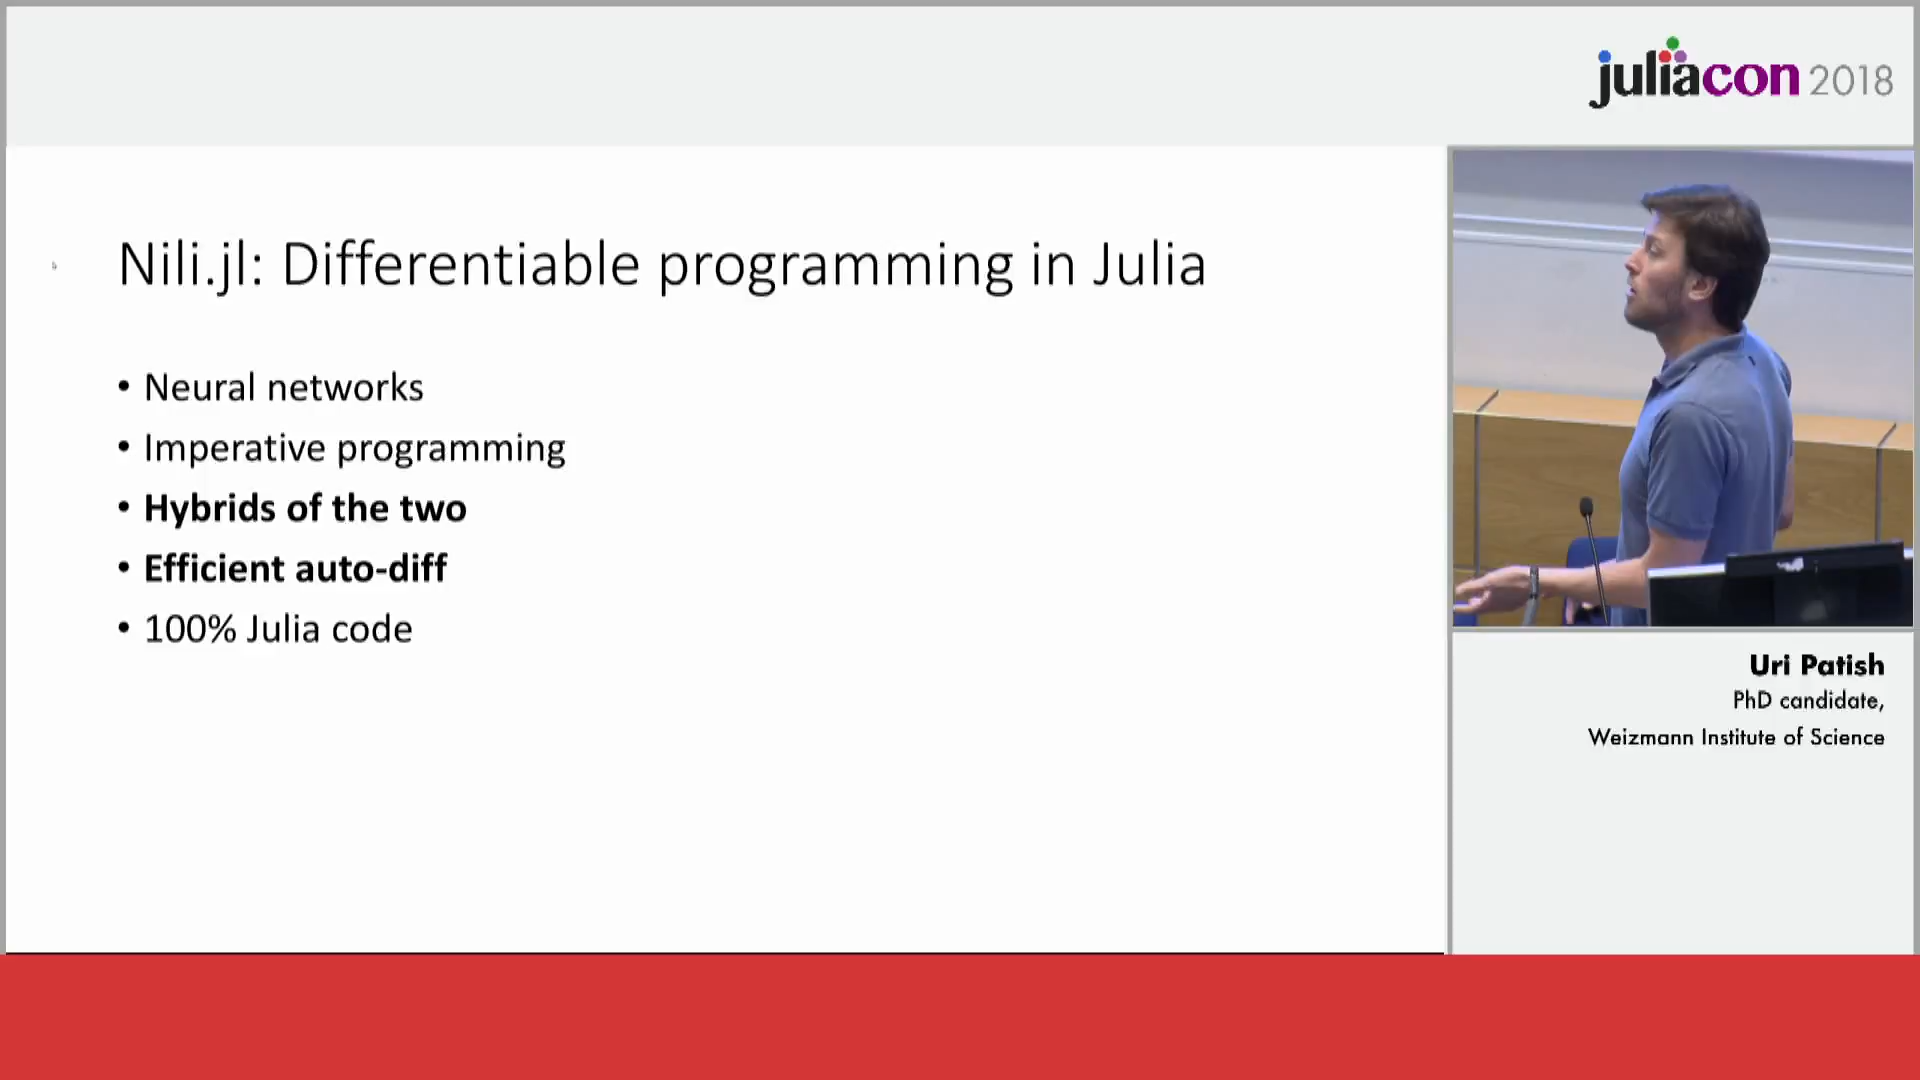 juliacon 2018
Nili.jl: Differentiable programming in Julia
• Neural networks
• Imperative programming
• Hybrids of the two
• Efficient auto-diff
• 100% Julia code
Uri Patish
PhD candidate,
Weizmann Institute of Science